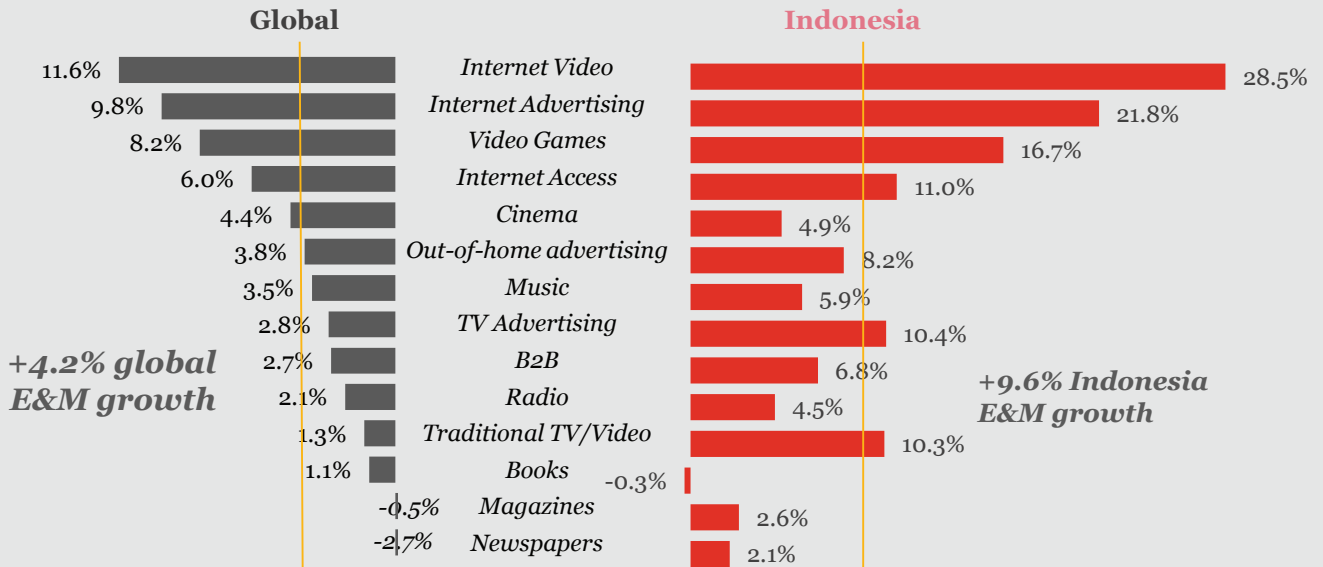 Global Indonesia
11.6% Internet Video 28.5%
9.8% Internet Advertising 21.8%
8.2% Video Games 16.7%
6.0% Internet Access 11.0%
4.4% Cinema 4.9%
3.8% Out-of-home advertising 8.2%
3.5% Music 5.9%
2.8% TV Advertising 10.4%
2.7% B2B 6.8%
2.1% Radio 4.5%
1.3% Traditional TV/Video 10.3%
1.1% Books -0.3%
-0.5% Magazines 2.6%
-2.7% Newspapers 2.1%
+4.2% global
E&M growth
+9.6% Indonesia
E&M growth